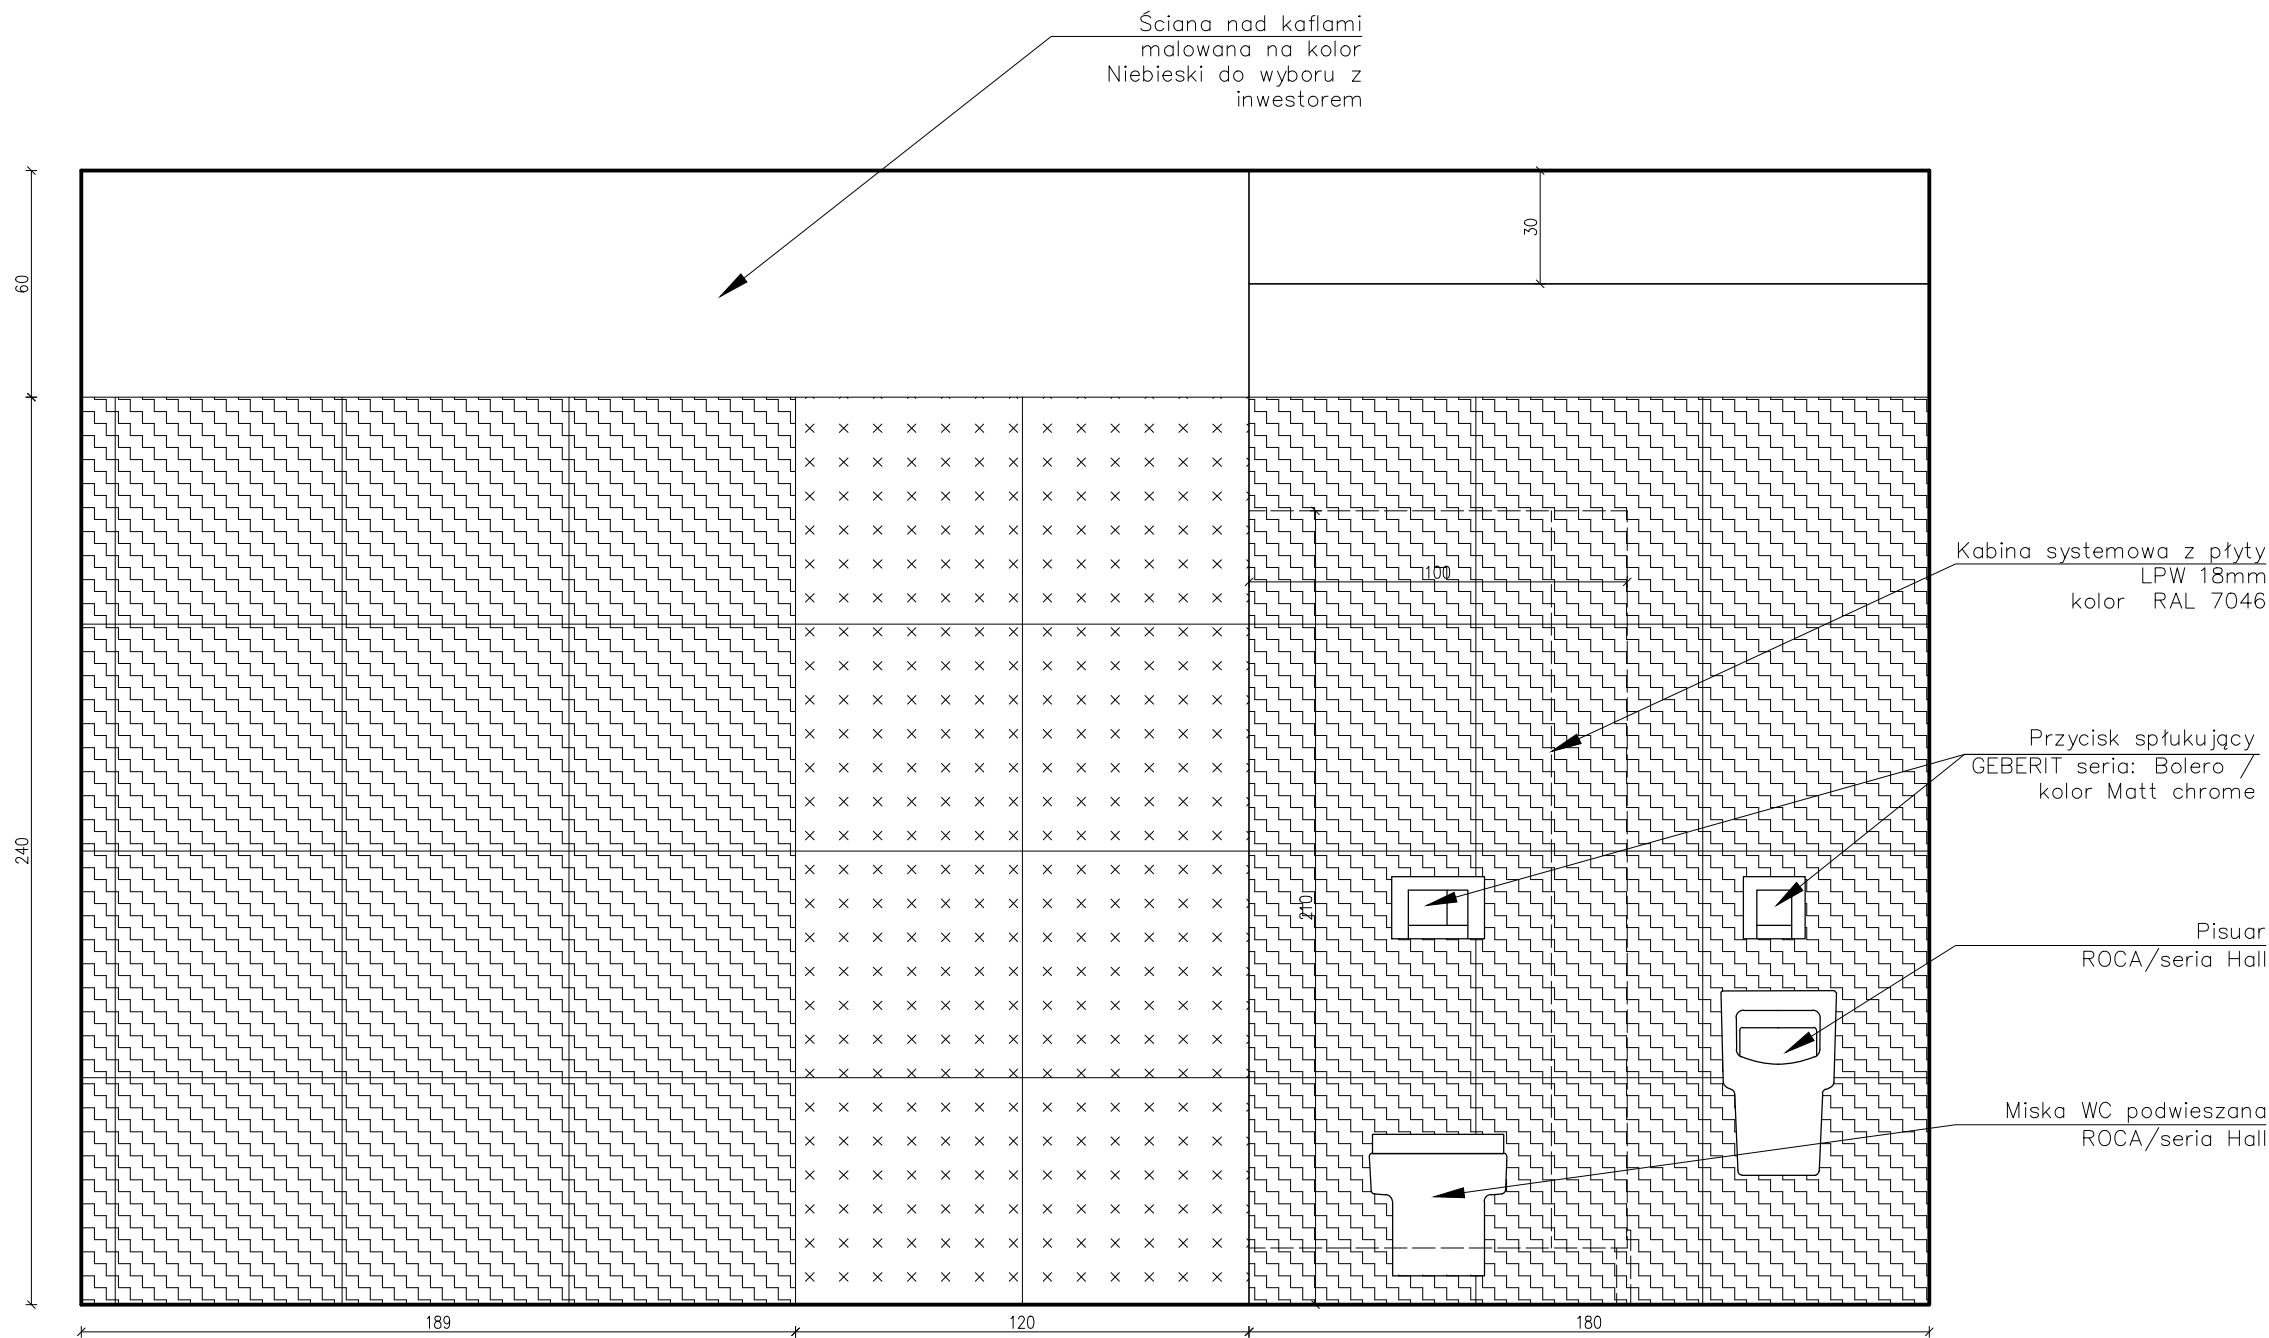 Ściana nad kaflami
malowana na kolor
Niebieski do wyboru z
inwestorem
60
30
Kabina systemowa z płyty
LPW 18mm
kolor RAL 7046
100
Przycisk spłukujący
GEBERIT seria: Bolero /
kolor Matt chrome
240
210
Pisuar
ROCA/seria Hall
Miska WC podwieszana
ROCA/seria Hall
189
120
180